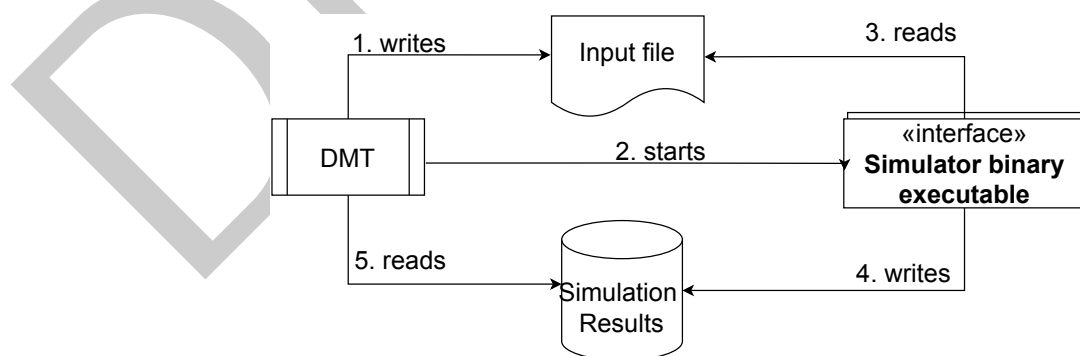 1. writes
Input file
3. reads
DMT
2. starts
«interface»
Simulator binary
executable
5. reads
Simulation
Results
4. writes